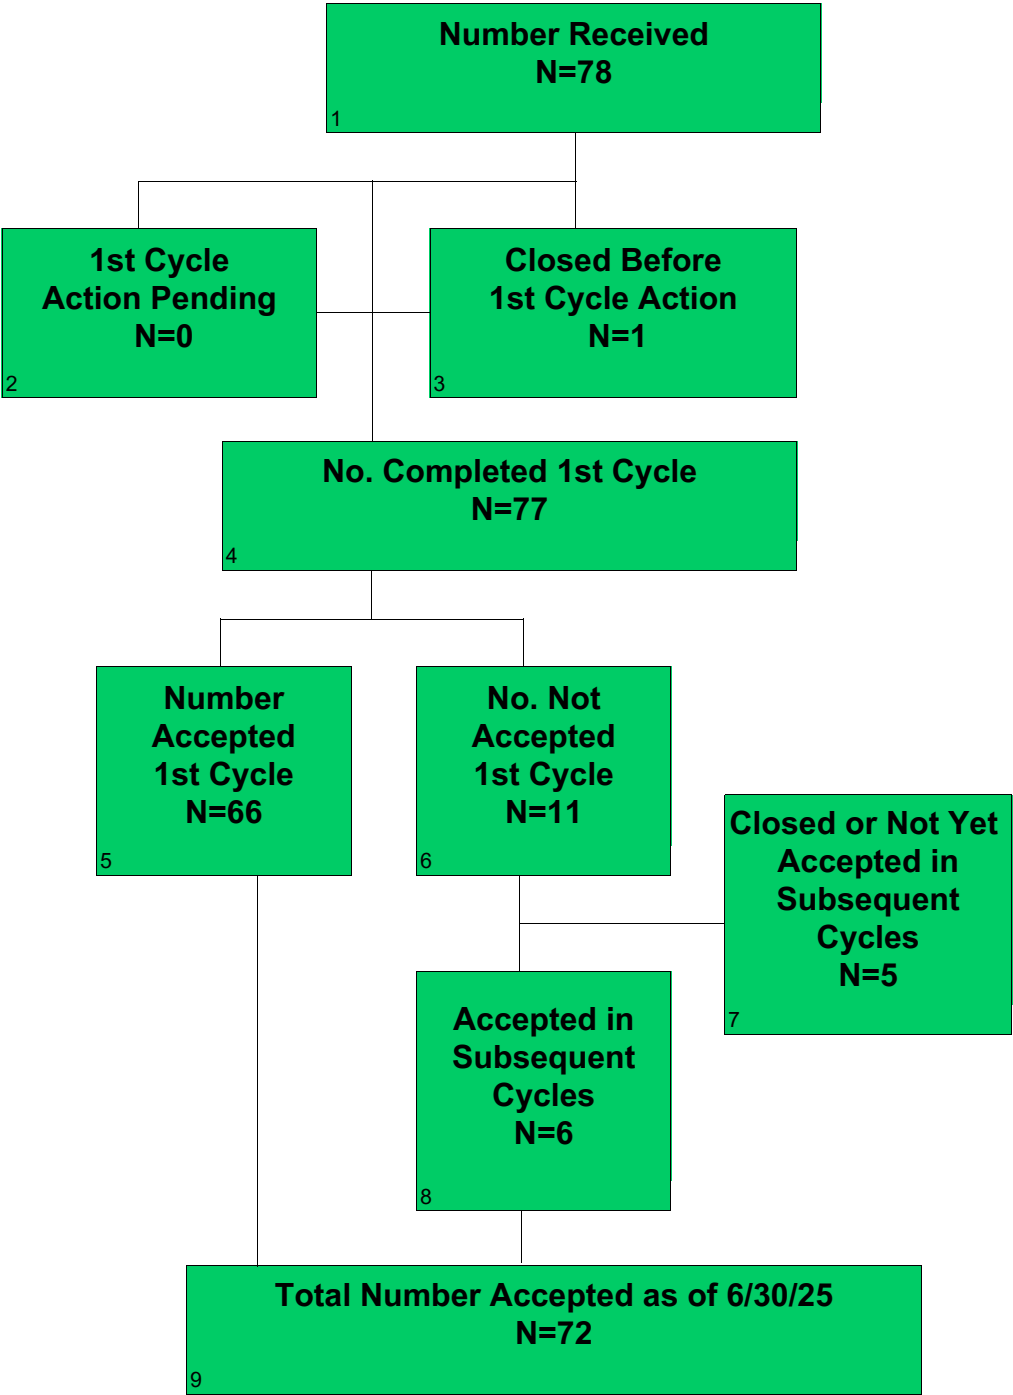 Number Received
N=78
1
1st Cycle
Action Pending
N=0
2
Closed Before
1st Cycle Action
N=1
3
No. Completed 1st Cycle
N=77
4
Number
Accepted
1st Cycle
N=66
5
No. Not
Accepted
1st Cycle
N=11
6
Closed or Not Yet
Accepted in
Subsequent
Cycles
N=5
7
Accepted in
Subsequent
Cycles
N=6
8
Total Number Accepted as of 6/30/25
N=72
9